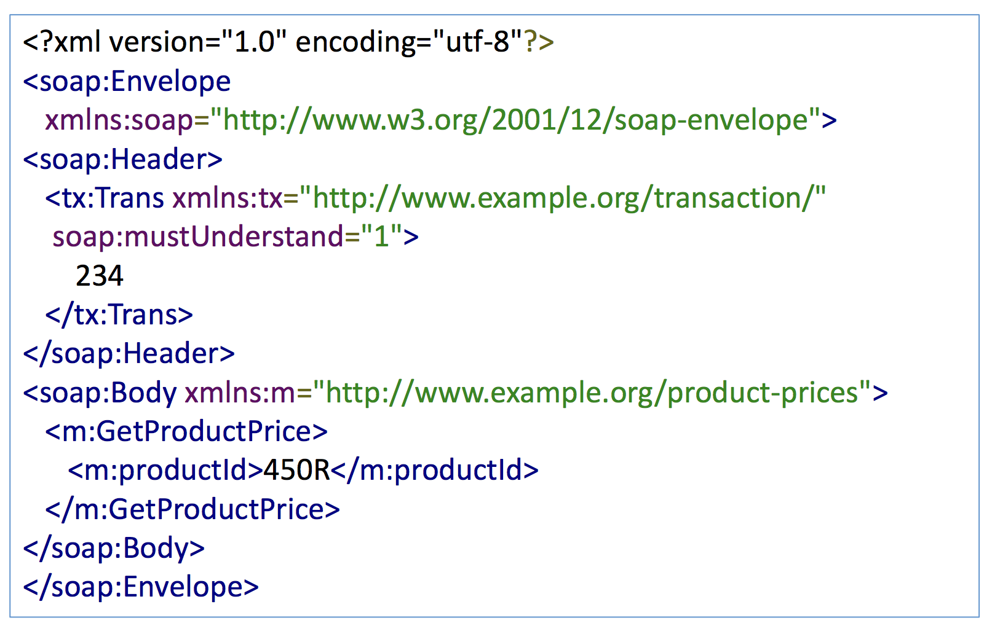 <?xml version="1.0" encoding="utf-8"?>
<soap:Envelope
xmlns:soap="http://www.w3.org/2001/12/soap-envelope">
<soap:Header>
<tx:Trans xmlns:tx="http://www.example.org/transaction/"
soap:mustUnderstand="1">
234
</tx:Trans>
</soap:Header>
<soap:Body xmlns:m="http://www.example.org/product-prices">
<m:GetProductPrice>
<m:productId>450R</m:productId>
</m:GetProductPrice>
</soap:Body>
</soap:Envelope>